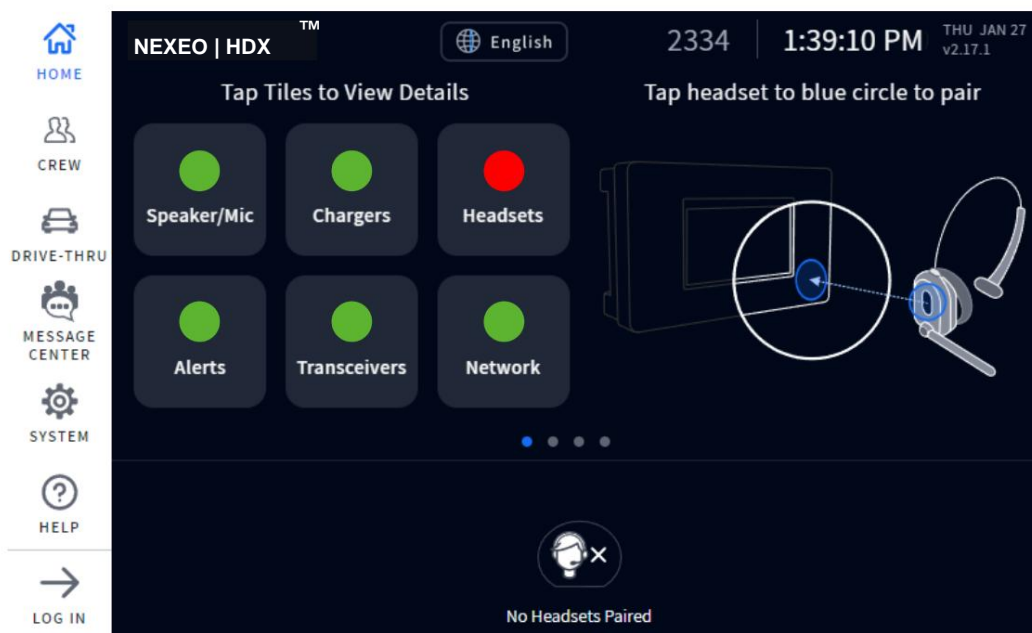 HOME
CREW
DRIVE-THRU
MESSAGE
CENTER
SYSTEM
HELP
LOG IN
NEXEO | HDX ™
English
2334
1:39:10 PM
THU JAN 27
v2.17.1
Tap Tiles to View Details
Speaker/Mic
Chargers
Headsets
Alerts
Transceivers
Network
Tap headset to blue circle to pair
No Headsets Paired